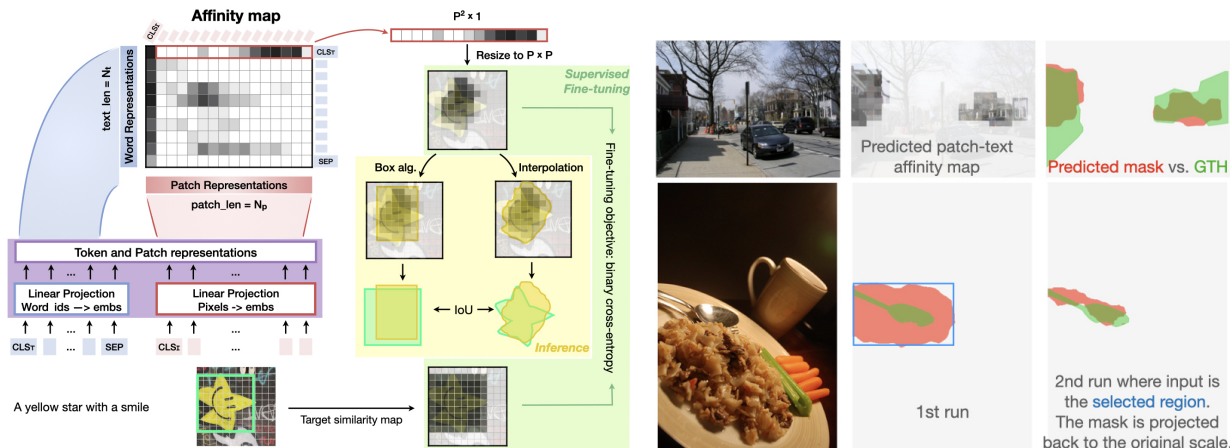 Affinity map
CLS_I
text_len = N_t
Word Representations
CLS_T
SEP
Patch Representations
patch_len = N_P
Token and Patch representations
...
...
Linear Projection
Word ids —> embs
Linear Projection
Pixels -> embs
CLS_T
...
SEP
CLS_I
...
A yellow star with a smile
Target similarity map
P² x 1
Resize to P x P
Supervised
Fine-tuning
Box alg.
Interpolation
IoU
Inference
Fine-tuning objective: binary cross-entropy
Predicted patch-text
affinity map
Predicted mask vs. GTH
1st run
2nd run where input is
the selected region.
The mask is projected
back to the original scale.